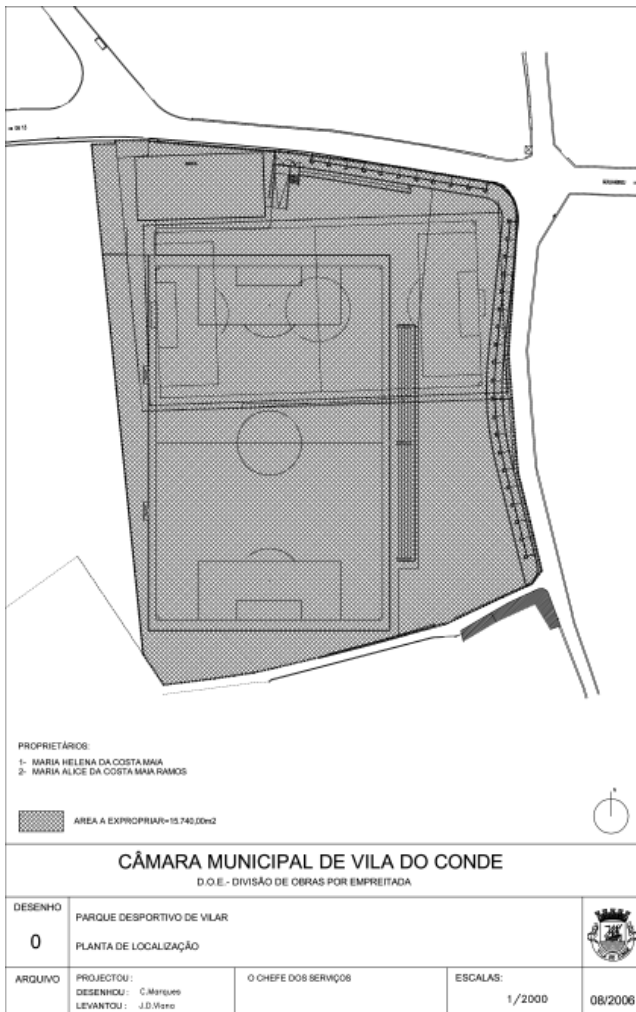 PROPRIETÁRIOS:
1- MARIA HELENA DA COSTA MAIA
2- MARIA ALICE DA COSTA MAIA RAMOS
AREA A EXPROPRIAR=15.740,00m2
CÂMARA MUNICIPAL DE VILA DO CONDE
D.O.E.- DIVISÃO DE OBRAS POR EMPREITADA
DESENHO
0
PARQUE DESPORTIVO DE VILAR
PLANTA DE LOCALIZAÇÃO
ARQUIVO
PROJECTOU :
DESENHOU : C.Marques
LEVANTOU : J.D.Viana
O CHEFE DOS SERVIÇOS
ESCALAS:
1/2000
08/2006